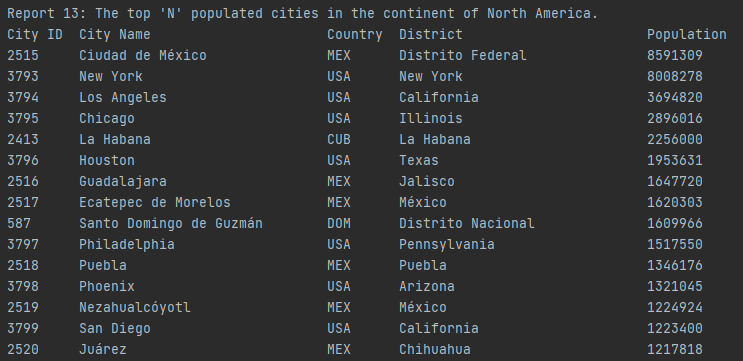 Report 13: The top 'N' populated cities in the continent of North America.
City ID  City Name                      Country  District                       Population
2515     Ciudad de México               MEX      Distrito Federal               8591309
3793     New York                       USA      New York                       8008278
3794     Los Angeles                    USA      California                     3694820
3795     Chicago                        USA      Illinois                       2896016
2413     La Habana                      CUB      La Habana                      2256000
3796     Houston                        USA      Texas                          1953631
2516     Guadalajara                    MEX      Jalisco                        1647720
2517     Ecatepec de Morelos            MEX      México                         1620303
587      Santo Domingo de Guzmán        DOM      Distrito Nacional              1609966
3797     Philadelphia                   USA      Pennsylvania                   1517550
2518     Puebla                         MEX      Puebla                         1346176
3798     Phoenix                        USA      Arizona                        1321045
2519     Nezahualcóyotl                 MEX      México                         1224924
3799     San Diego                      USA      California                     1223400
2520     Juárez                         MEX      Chihuahua                      1217818